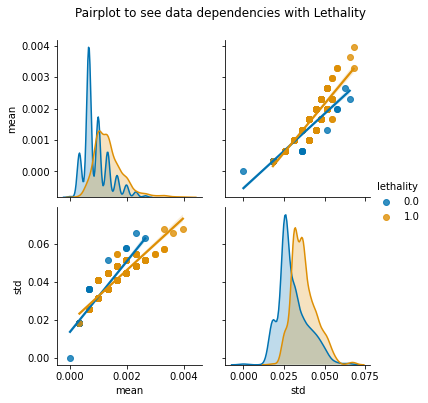 Pairplot to see data dependencies with Lethality
0.004
0.003
0.002
0.001
0.000
mean
lethality
0.0
1.0
0.06
0.04
0.02
0.00
std
0.000 0.002 0.004
mean
0.000 0.025 0.050 0.075
std